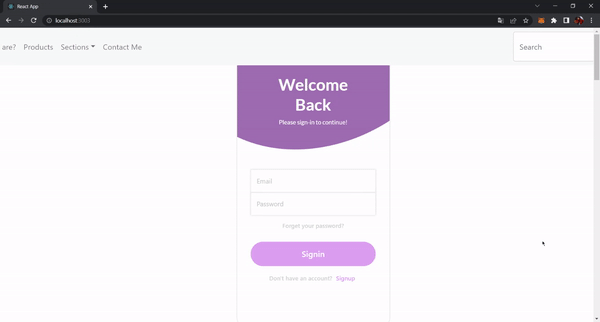 React App
localhost:3003
are? Products Sections Contact Me
Search
Welcome
Back
Please sign-in to continue!
Email
Password
Forget your password?
Signin
Don't have an account? Signup